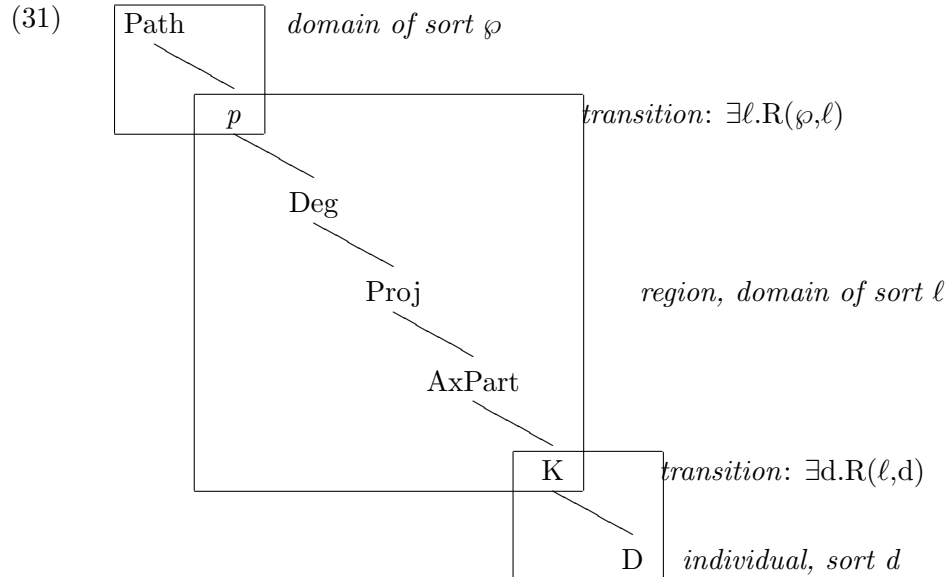 (31) Path domain of sort ℘
p transition: ∃ℓ.R(℘,ℓ)
Deg
Proj region, domain of sort ℓ
AxPart
K transition: ∃d.R(ℓ,d)
D individual, sort d